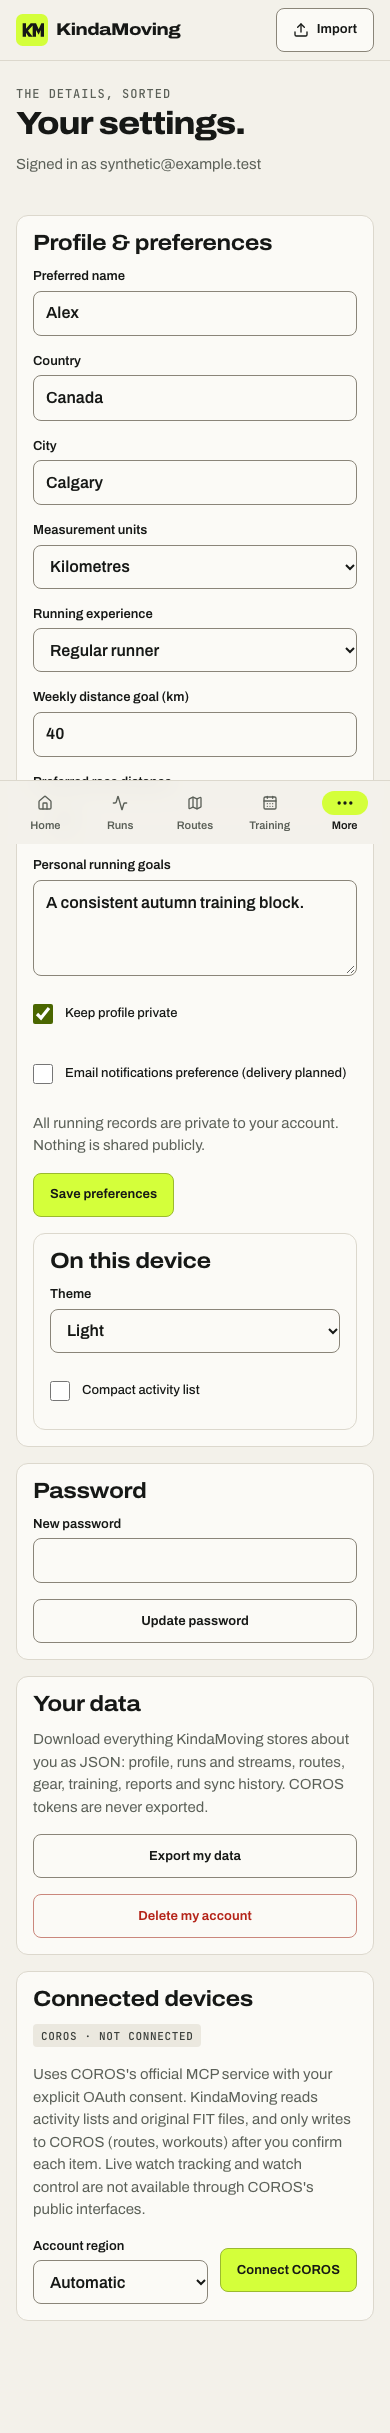 KM KindaMoving
Import
THE DETAILS, SORTED
Your settings.
Signed in as synthetic@example.test
Profile & preferences
Preferred name
Alex
Country
Canada
City
Calgary
Measurement units
Kilometres
Running experience
Regular runner
Weekly distance goal (km)
40
Preferred race distance
Home
Runs
Routes
Training
More
Personal running goals
A consistent autumn training block.
Keep profile private
Email notifications preference (delivery planned)
All running records are private to your account.
Nothing is shared publicly.
Save preferences
On this device
Theme
Light
Compact activity list
Password
New password
Update password
Your data
Download everything KindaMoving stores about
you as JSON: profile, runs and streams, routes,
gear, training, reports and sync history. COROS
tokens are never exported.
Export my data
Delete my account
Connected devices
COROS · NOT CONNECTED
Uses COROS's official MCP service with your
explicit OAuth consent. KindaMoving reads
activity lists and original FIT files, and only writes
to COROS (routes, workouts) after you confirm
each item. Live watch tracking and watch
control are not available through COROS's
public interfaces.
Account region
Automatic
Connect COROS